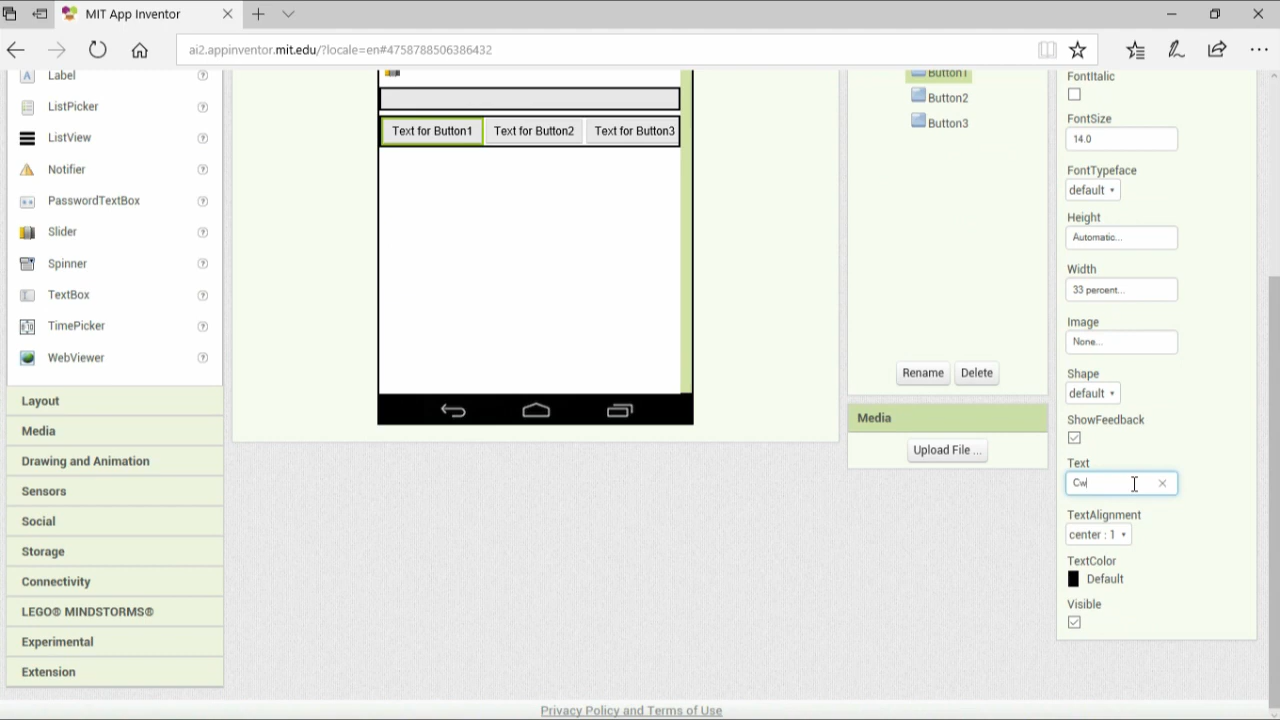 MIT App Inventor
ai2.appinventor.mit.edu/?locale=en#4758788506386432
Label
ListPicker
ListView
Notifier
PasswordTextBox
Slider
Spinner
TextBox
TimePicker
WebViewer
Layout
Media
Drawing and Animation
Sensors
Social
Storage
Connectivity
LEGO® MINDSTORMS®
Experimental
Extension
Text for Button1 Text for Button2 Text for Button3
Button1
Button2
Button3
Rename Delete
Media
Upload File ...
FontItalic
FontSize
14.0
FontTypeface
default
Height
Automatic...
Width
33 percent...
Image
None...
Shape
default
ShowFeedback
Text
Cw
TextAlignment
center : 1
TextColor
Default
Visible
Privacy Policy and Terms of Use